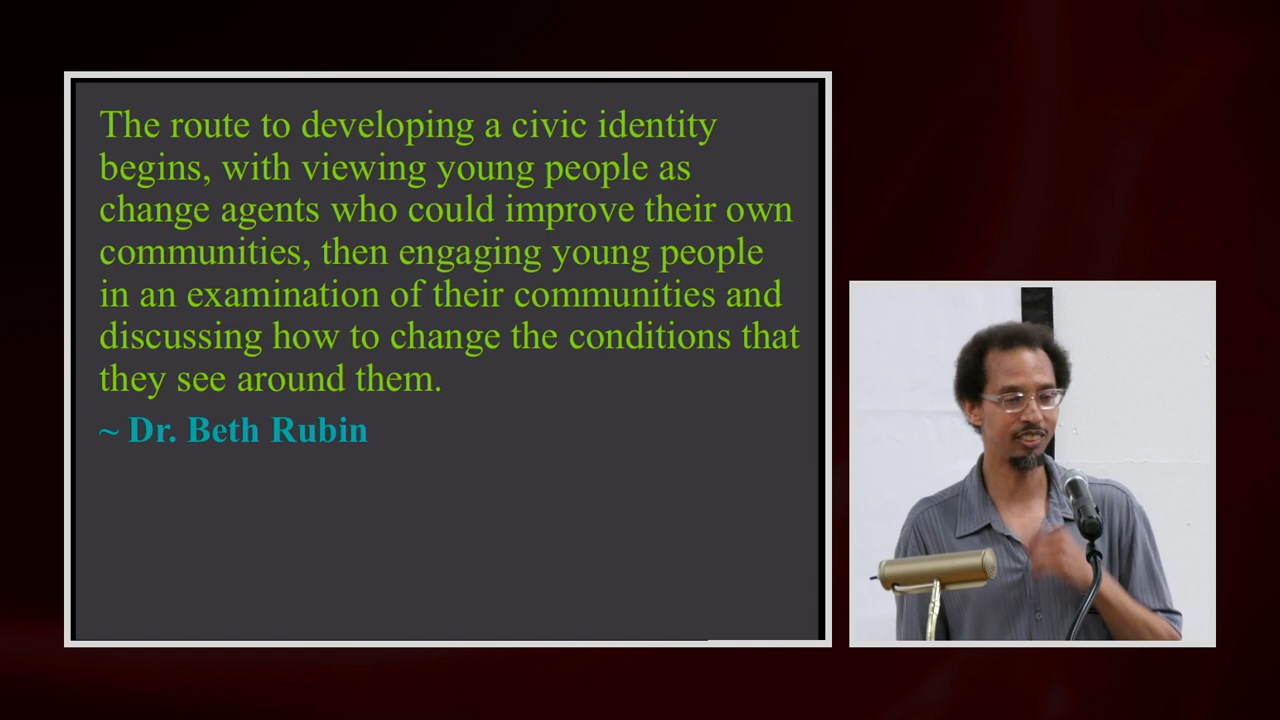 The route to developing a civic identity
begins, with viewing young people as
change agents who could improve their own
communities, then engaging young people
in an examination of their communities and
discussing how to change the conditions that
they see around them.
~ Dr. Beth Rubin